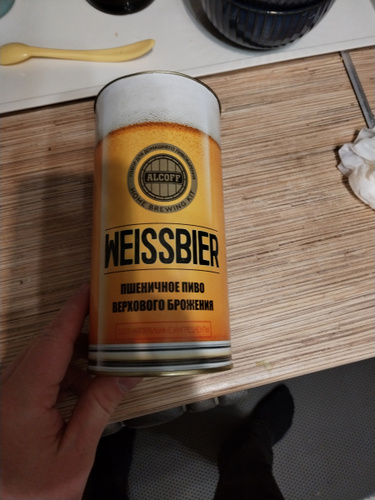 ALCOFF
HOME BREWING KIT
WEISSBIER
ПШЕНИЧНОЕ ПИВО
ВЕРХОВОГО БРОЖЕНИЯ